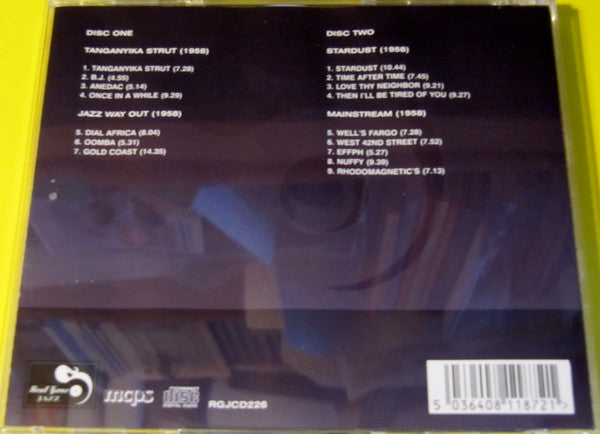 DISC ONE
TANGANYIKA STRUT (1958)
1. TANGANYIKA STRUT (7.28)
2. B.J. (4.55)
3. ANEDAC (5.14)
4. ONCE IN A WHILE (9.29)
JAZZ WAY OUT (1958)
5. DIAL AFRICA (8.04)
6. OOMBA (5.31)
7. GOLD COAST (14.35)
DISC TWO
STARDUST (1958)
1. STARDUST (10.44)
2. TIME AFTER TIME (7.45)
3. LOVE THY NEIGHBOR (9.21)
4. THEN I'LL BE TIRED OF YOU (9.27)
MAINSTREAM (1958)
5. WELL'S FARGO (7.28)
6. WEST 42ND STREET (7.52)
7. EFFPH (5.27)
8. NUFFY (9.39)
9. RHODOMAGNETIC'S (7.13)
Real Gone
JAZZ
mcps
COMPACT
disc
DIGITAL AUDIO
RGJCD226
5 036408 118721